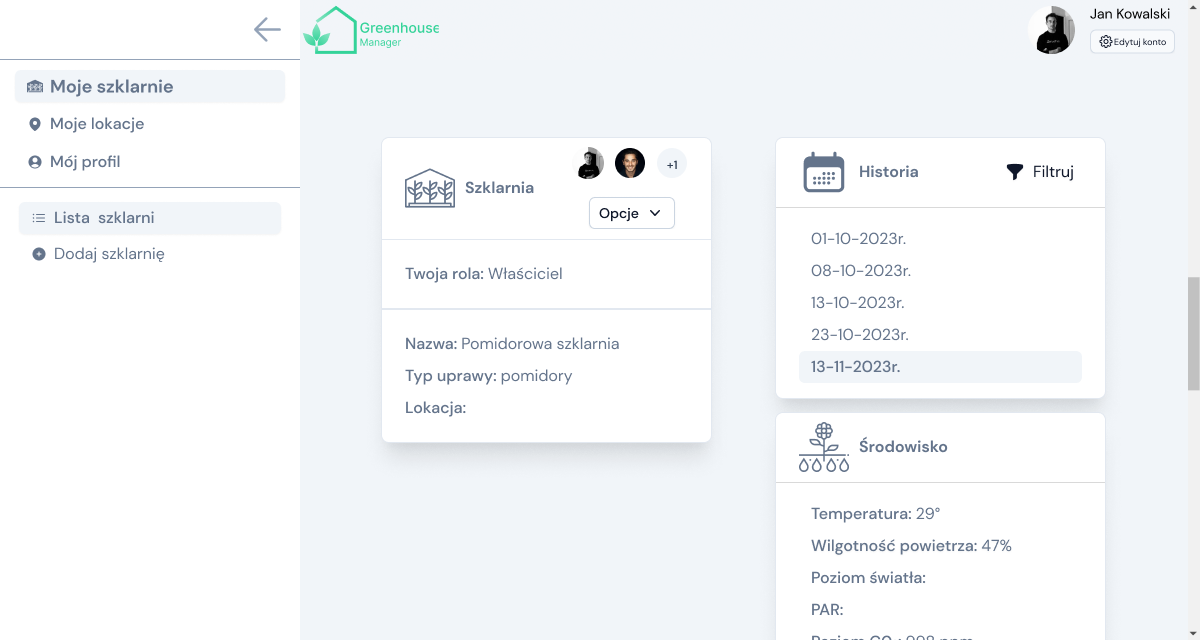 Greenhouse
Manager
Jan Kowalski
Edytuj konto
Moje szklarnie
Moje lokacje
Mój profil
Lista szklarni
Dodaj szklarnię
+1
Szklarnia
Opcje
Twoja rola: Właściciel
Nazwa: Pomidorowa szklarnia
Typ uprawy: pomidory
Lokacja:
Historia
Filtruj
01-10-2023r.
08-10-2023r.
13-10-2023r.
23-10-2023r.
13-11-2023r.
Środowisko
Temperatura: 29°
Wilgotność powietrza: 47%
Poziom światła:
PAR: